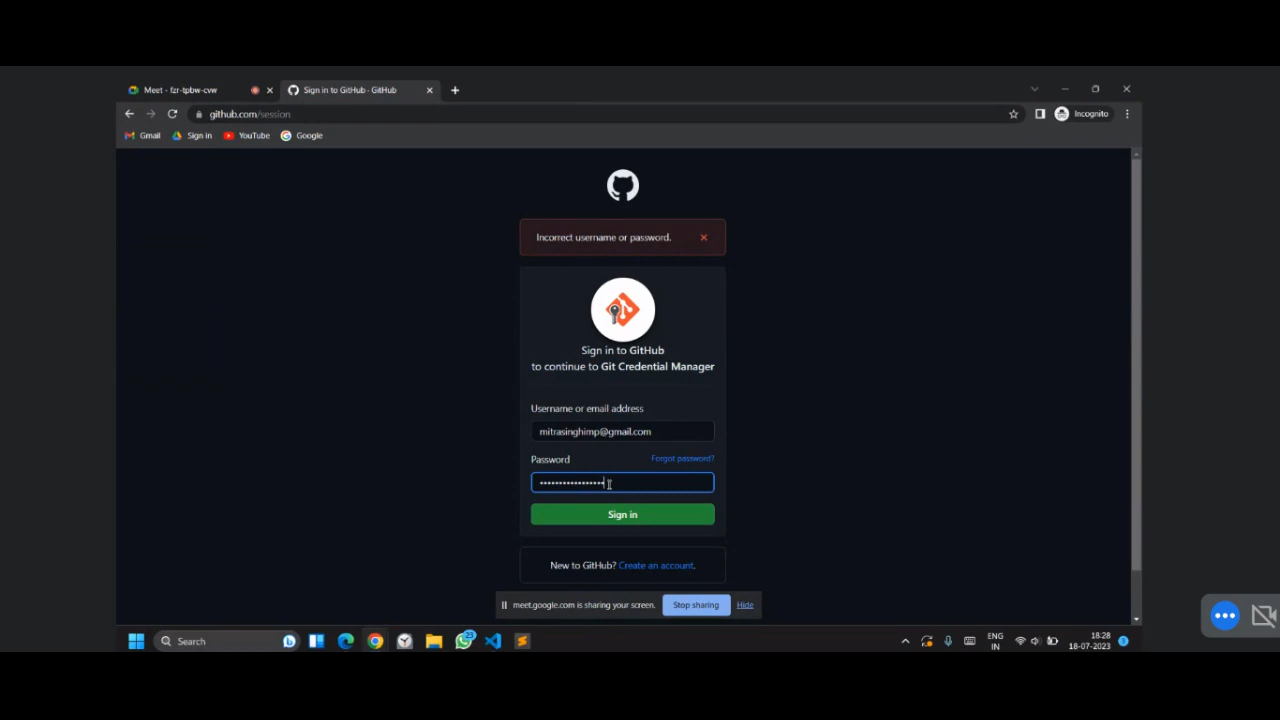 Meet - fzr-tpbw-cvw
Sign in to GitHub · GitHub
github.com/session
Incognito
Gmail
Sign in
YouTube
Google
Incorrect username or password.
Sign in to GitHub
to continue to Git Credential Manager
Username or email address
mitrasinghimp@gmail.com
Password
Forgot password?
•••••••••••••••••
Sign in
New to GitHub? Create an account.
meet.google.com is sharing your screen.
Stop sharing
Hide
Search
23
ENG
IN
18:28
18-07-2023